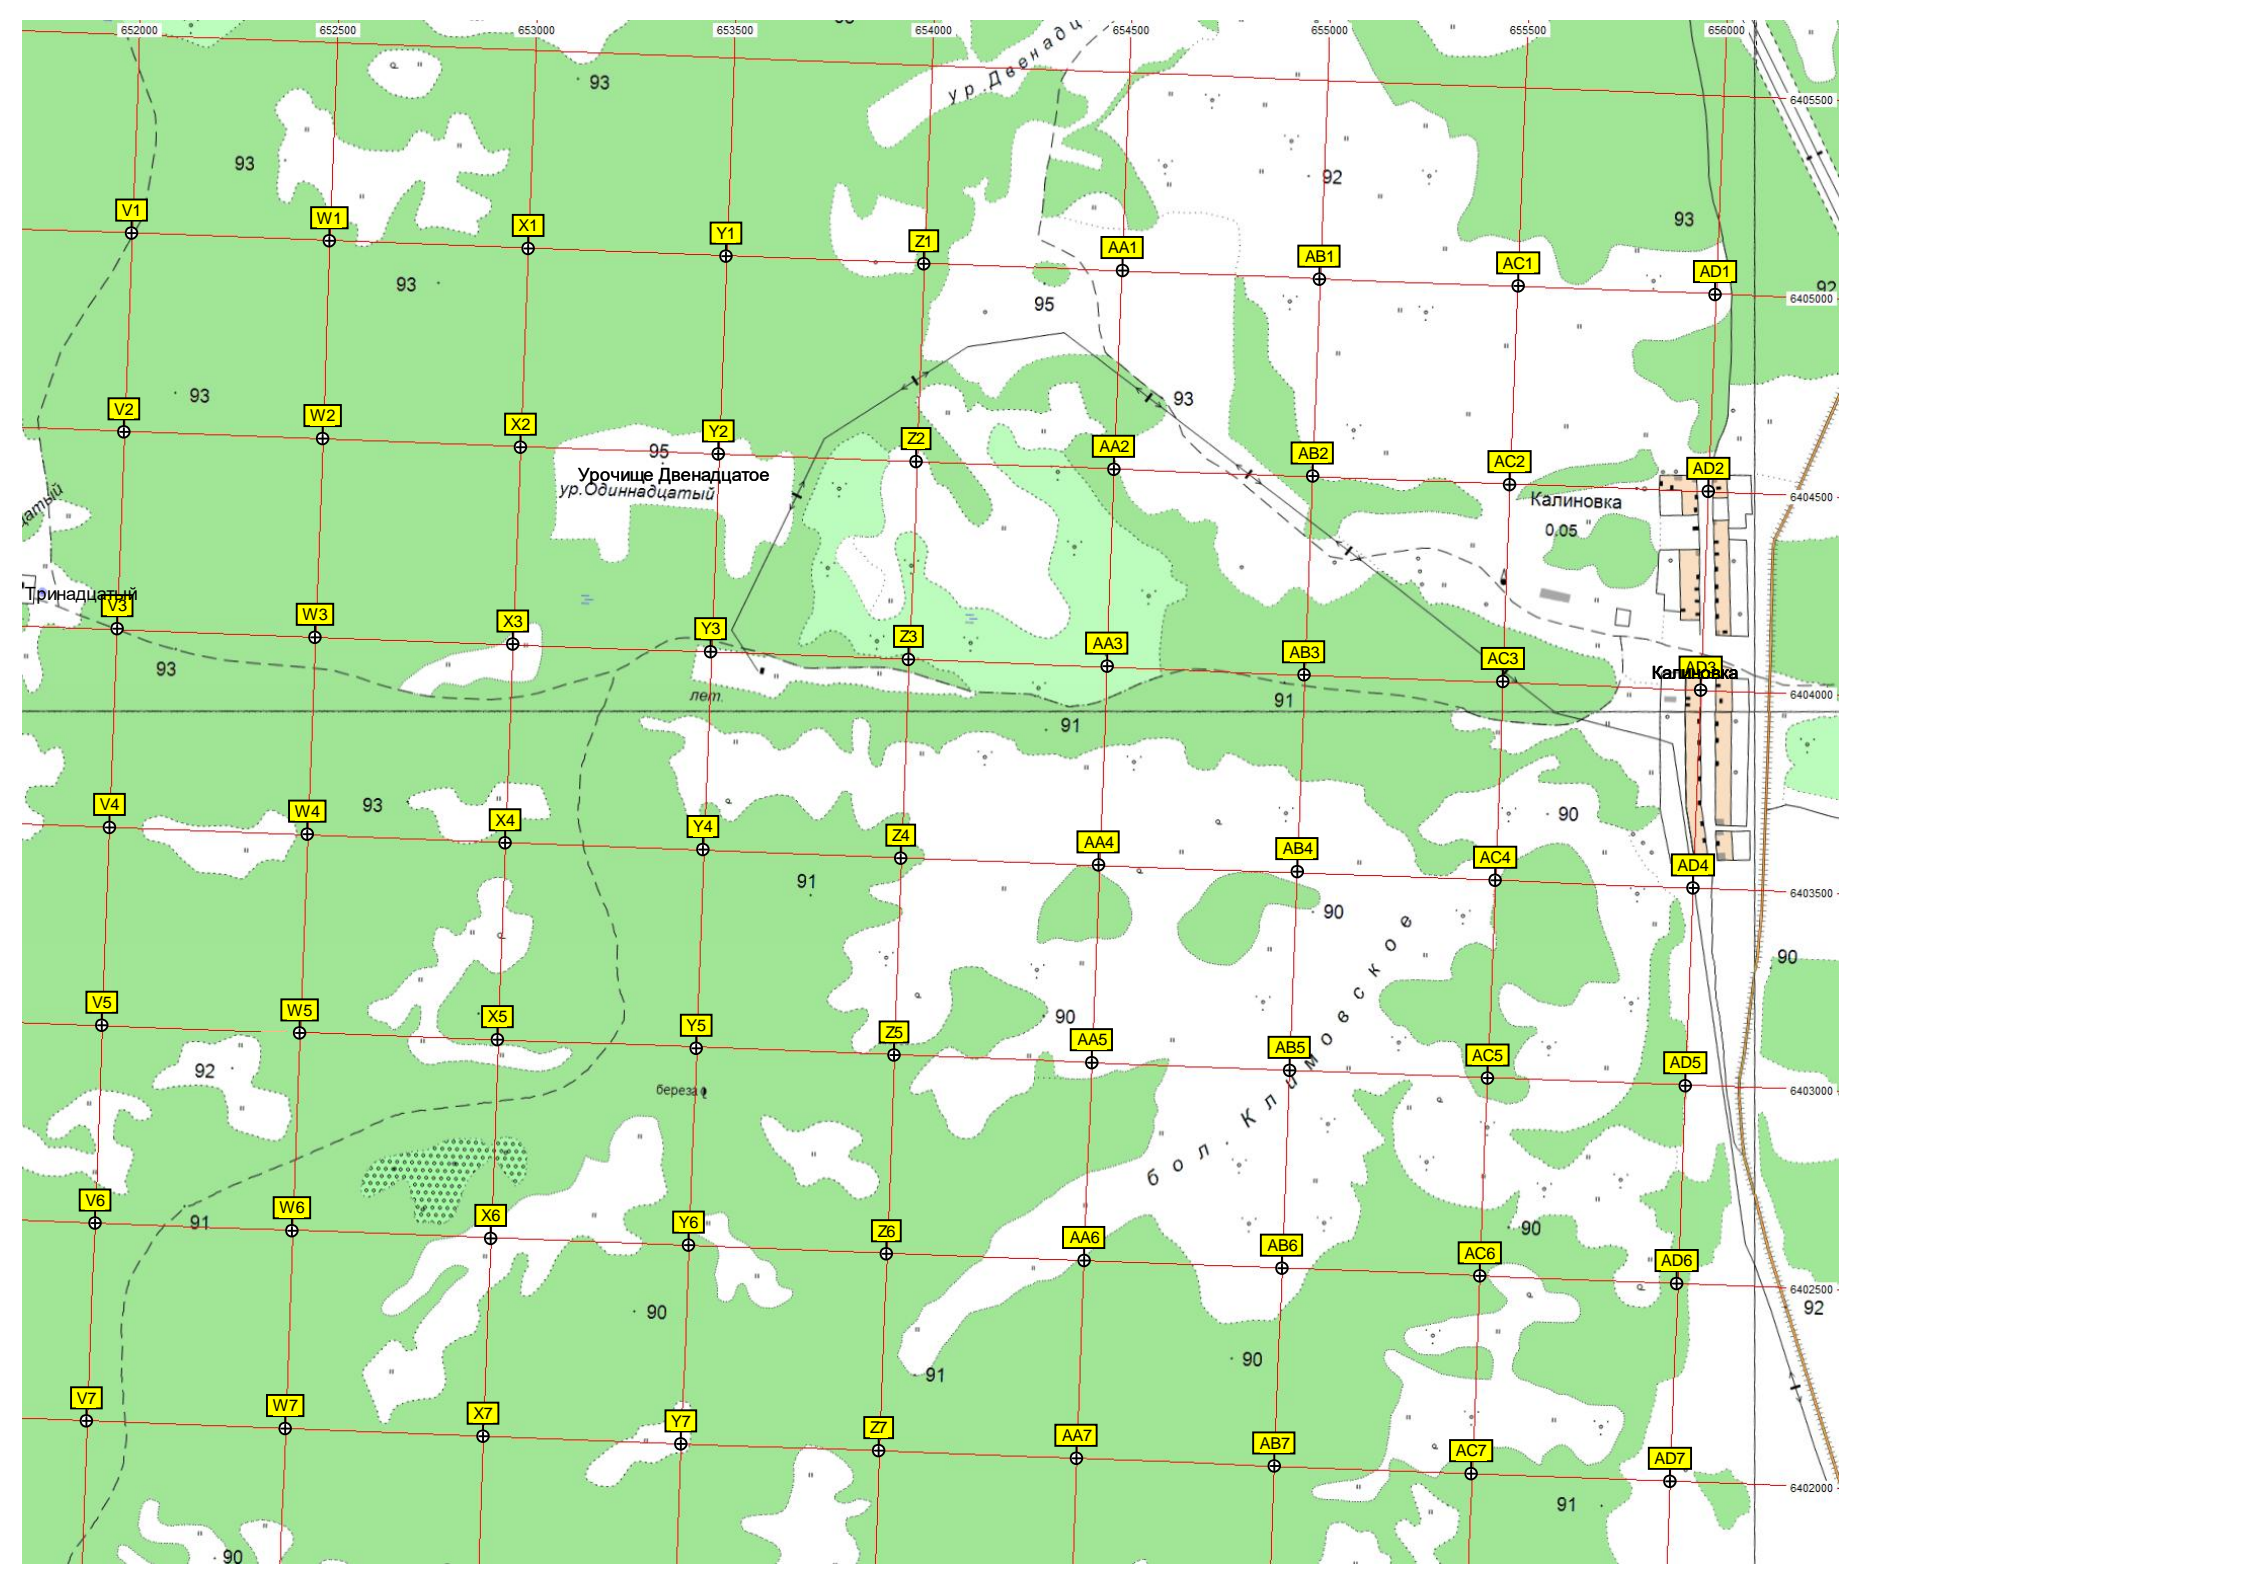 652000 652500 653000 653500 654000 654500 655000 655500 656000
ур.Двенадц
93
6405500
93
92
93
V1 W1 X1 Y1 Z1 AA1 AB1 AC1 AD1
93
95
92
6405000
93
93
V2 W2 X2 Y2 Z2 AA2 AB2 AC2 AD2
95
Урочище Двенадцатое
ур.Одиннадцатый
Калиновка
6404500
0.05
цатый
Тринадцатый
V3 W3 X3 Y3 Z3 AA3 AB3 AC3 AD3
93
Калиновка
лет.
91
91
6404000
93
90
V4 W4 X4 Y4 Z4 AA4 AB4 AC4 AD4
91
6403500
90
90
90
V5 W5 X5 Y5 Z5 AA5 AB5 AC5 AD5
92
береза
6403000
бол. Климовское
V6 W6 X6 Y6 Z6 AA6 AB6 AC6 AD6
91
90
6402500
90
92
90
91
V7 W7 X7 Y7 Z7 AA7 AB7 AC7 AD7
6402000
91
90